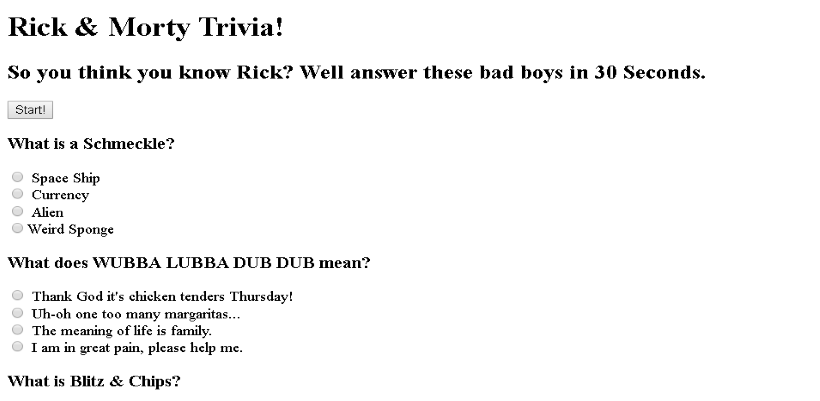 Rick & Morty Trivia!
So you think you know Rick? Well answer these bad boys in 30 Seconds.
Start!
What is a Schmeckle?
Space Ship
Currency
Alien
Weird Sponge
What does WUBBA LUBBA DUB DUB mean?
Thank God it's chicken tenders Thursday!
Uh-oh one too many margaritas...
The meaning of life is family.
I am in great pain, please help me.
What is Blitz & Chips?